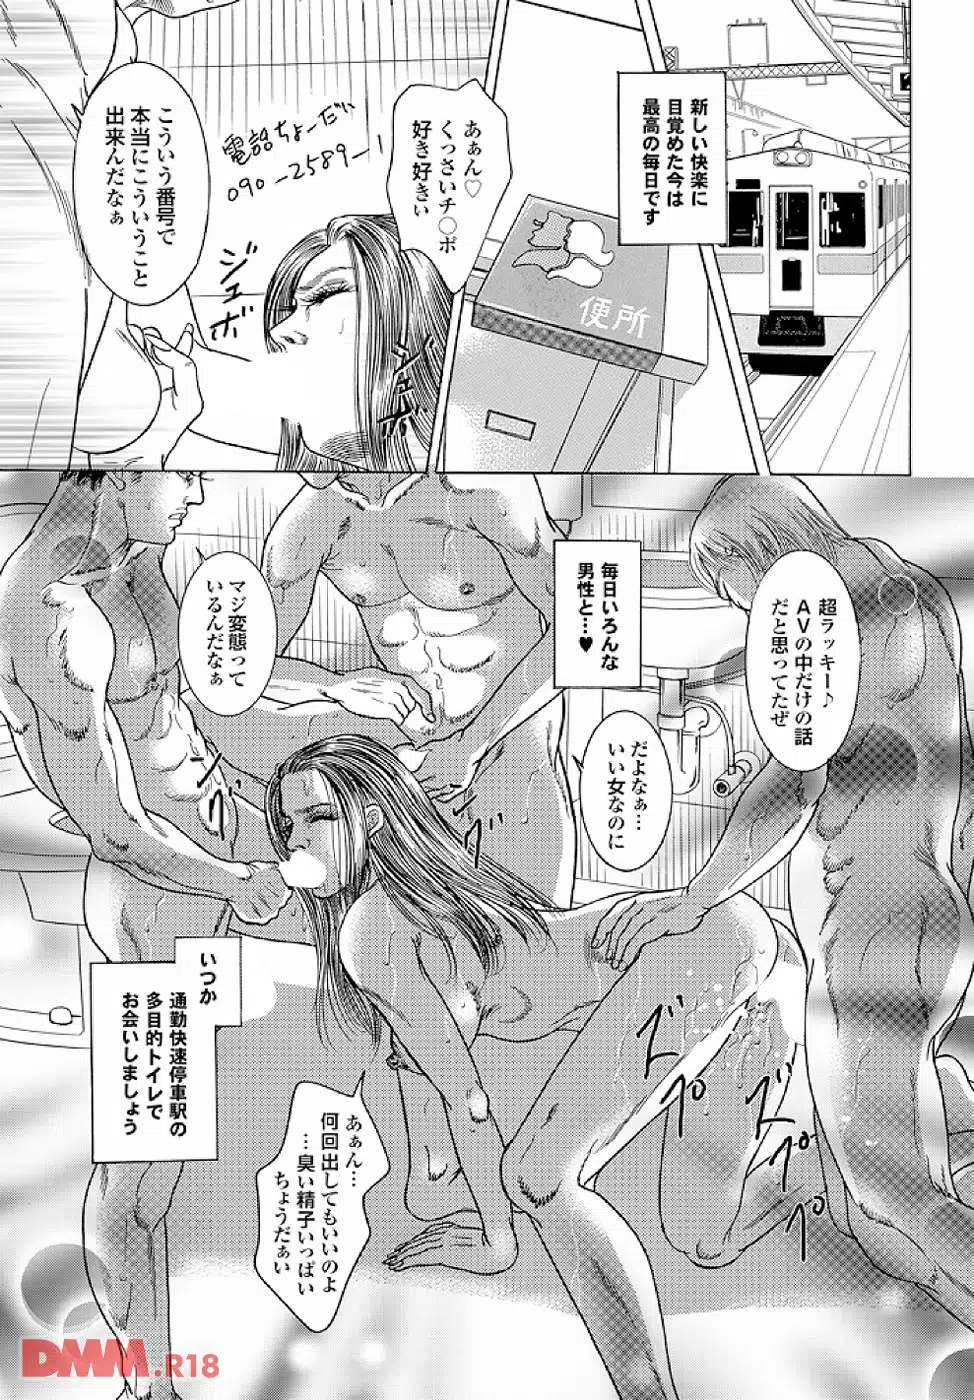 新しい快楽に
目覚めた今は
最高の毎日です
便所
あぁん♡
くっさいチ〇ポ
好き好きぃ
電話ちょーだい
090-2589-1
こういう番号で
本当にこういうこと
出来んだなぁ
ジュボ
超ラッキー♪
AVの中だけの話
だと思ってたぜ
毎日いろんな
男性と…♥
だよなぁ…
いい女なのに
マジ変態って
いるんだなぁ
いつか
通勤快速停車駅の
多目的トイレで
お会いしましょう
あぁん…
何回出してもいいのよ
…臭い精子いっぱい
ちょうだぁい
ズプ
ズプ
DMM.R18